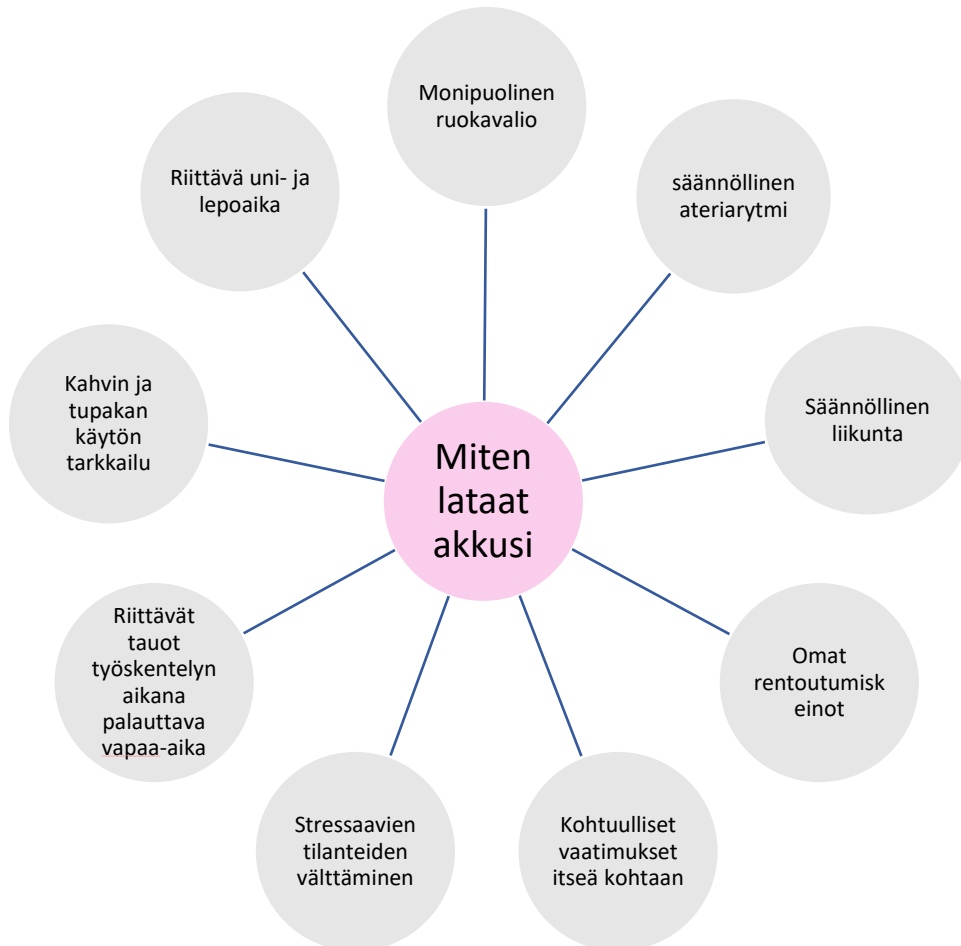 Monipuolinen
ruokavalio
säännöllinen
ateriarytmi
Säännöllinen
liikunta
Omat
rentoutumisk
einot
Kohtuulliset
vaatimukset
itseä kohtaan
Stressaavien
tilanteiden
välttäminen
Riittävät
tauot
työskentelyn
aikana
palauttava
vapaa-aika
Kahvin ja
tupakan
käytön
tarkkailu
Riittävä uni- ja
lepoaika
Miten
lataat
akkusi